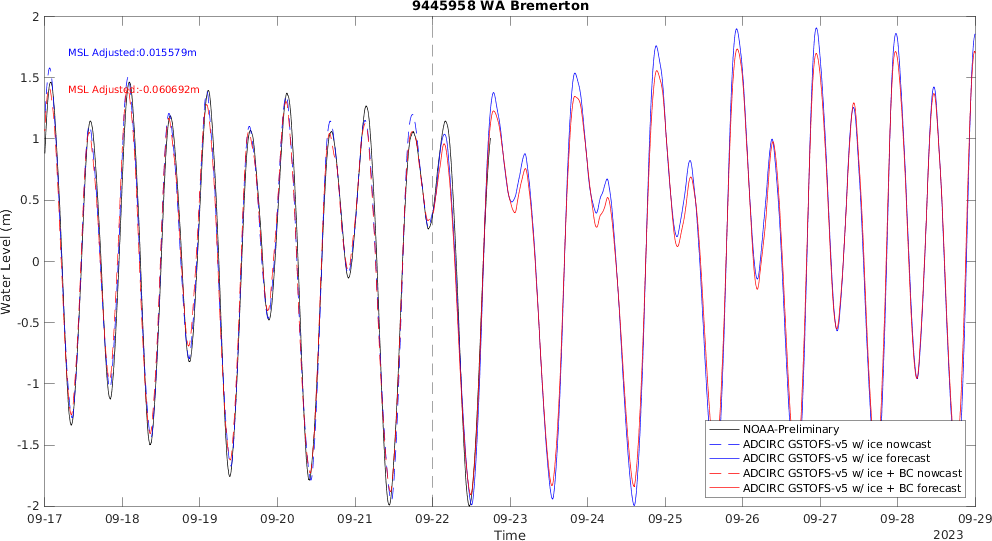 9445958 WA Bremerton
MSL Adjusted:0.015579m
MSL Adjusted:-0.060692m
Water Level (m)
2
1.5
1
0.5
0
-0.5
-1
-1.5
-2
NOAA-Preliminary
ADCIRC GSTOFS-v5 w/ ice nowcast
ADCIRC GSTOFS-v5 w/ ice forecast
ADCIRC GSTOFS-v5 w/ ice + BC nowcast
ADCIRC GSTOFS-v5 w/ ice + BC forecast
09-17 09-18 09-19 09-20 09-21 09-22 09-23 09-24 09-25 09-26 09-27 09-28 09-29
Time
2023